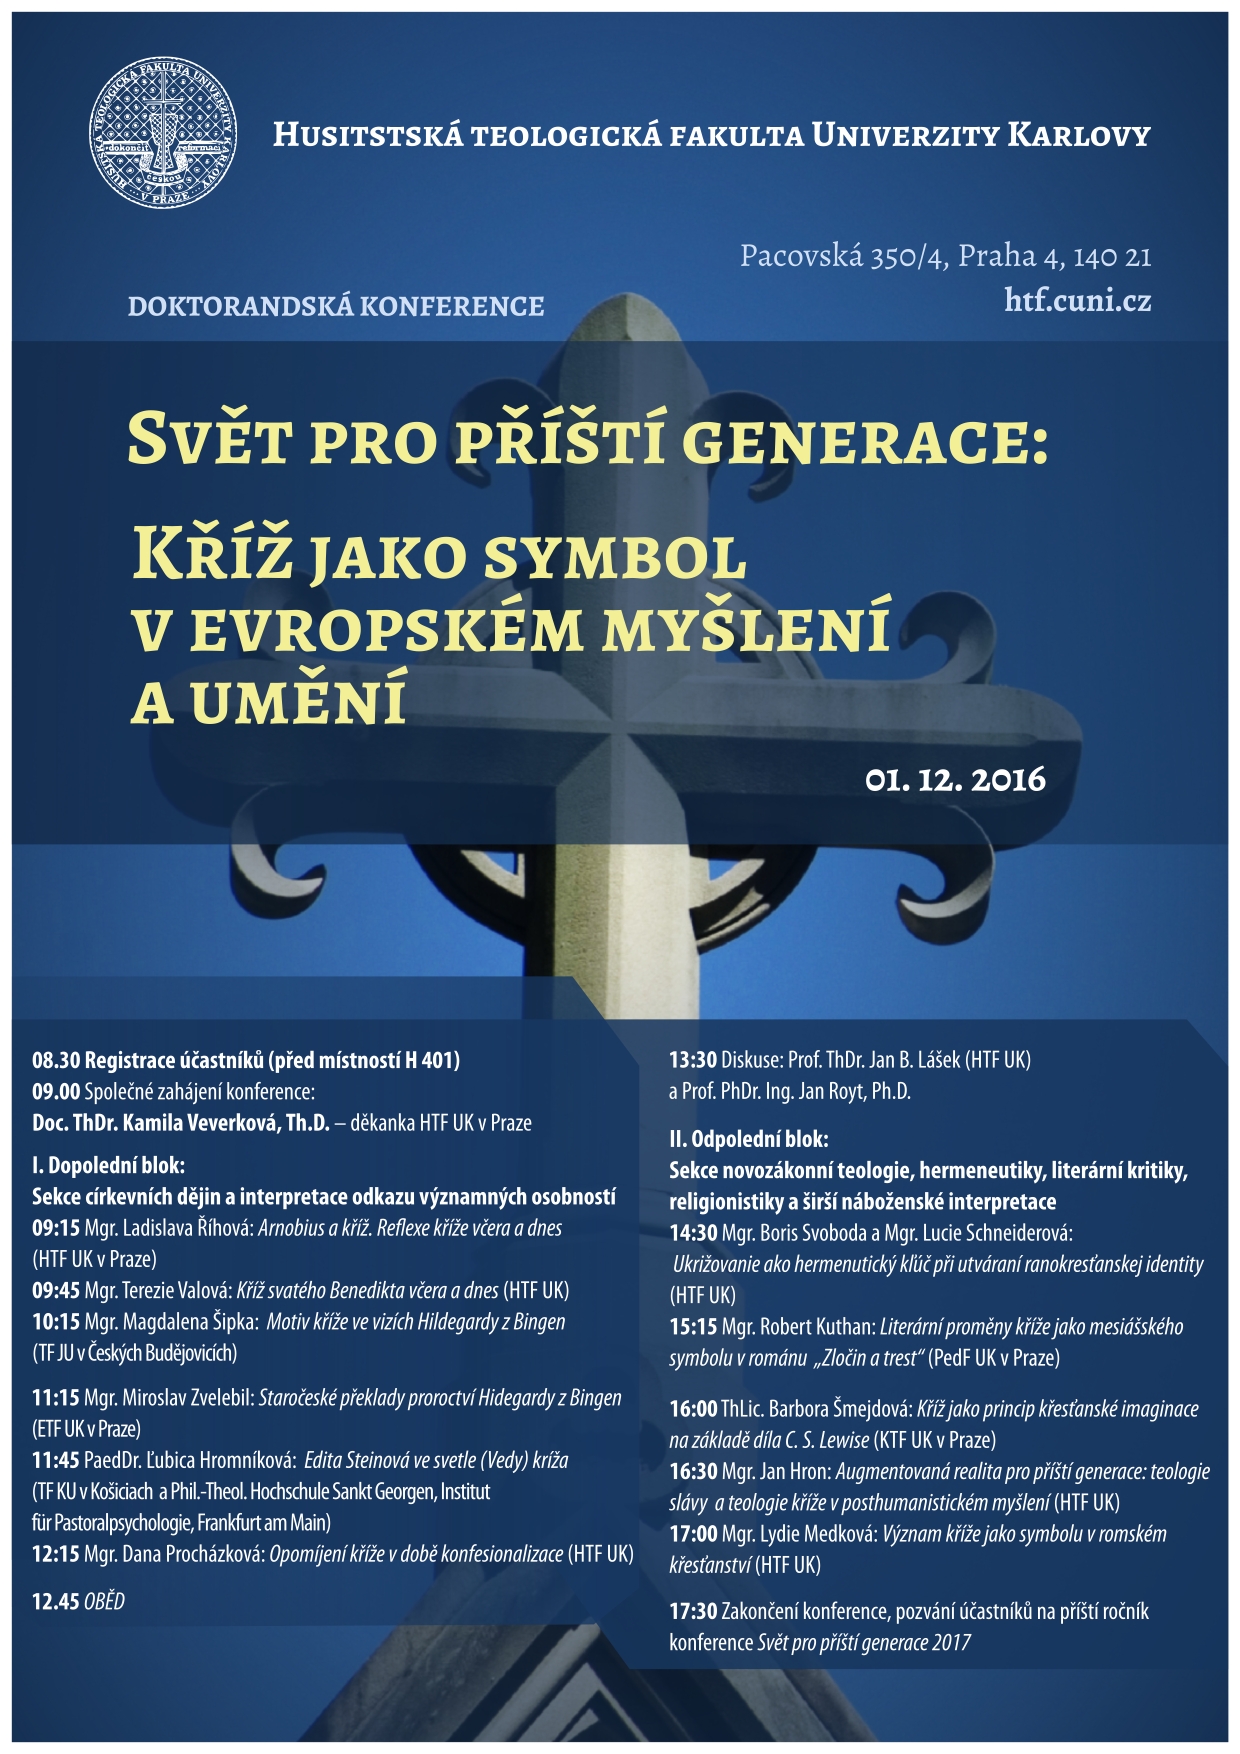 HUSITSKÁ TEOLOGICKÁ FAKULTA UNIVERZITY KARLOVY
V PRAZE
dokončit reformaci
českou
Husitstská teologická fakulta Univerzity Karlovy
Pacovská 350/4, Praha 4, 140 21
htf.cuni.cz
DOKTORANDSKÁ KONFERENCE
Svět pro příští generace:
Kříž jako symbol
v evropském myšlení
a umění
01. 12. 2016
08.30 Registrace účastníků (před místností H 401)
09.00 Společné zahájení konference:
Doc. ThDr. Kamila Veverková, Th.D. – děkanka HTF UK v Praze
I. Dopolední blok:
Sekce církevních dějin a interpretace odkazu významných osobností
09:15 Mgr. Ladislava Říhová: Arnobius a kříž. Reflexe kříže včera a dnes
(HTF UK v Praze)
09:45 Mgr. Terezie Valová: Kříž svatého Benedikta včera a dnes (HTF UK)
10:15 Mgr. Magdalena Šipka: Motiv kříže ve vizích Hildegardy z Bingen
(TF JU v Českých Budějovicích)
11:15 Mgr. Miroslav Zvelebil: Staročeské překlady proroctví Hidegardy z Bingen
(ETF UK v Praze)
11:45 PaedDr. Ľubica Hromníková: Edita Steinová ve svetle (Vedy) kríža
(TF KU v Košiciach a Phil.-Theol. Hochschule Sankt Georgen, Institut
für Pastoralpsychologie, Frankfurt am Main)
12:15 Mgr. Dana Procházková: Opomíjení kříže v době konfesionalizace (HTF UK)
12.45 OBĚD
13:30 Diskuse: Prof. ThDr. Jan B. Lášek (HTF UK)
a Prof. PhDr. Ing. Jan Royt, Ph.D.
II. Odpolední blok:
Sekce novozákonní teologie, hermeneutiky, literární kritiky,
religionistiky a širší náboženské interpretace
14:30 Mgr. Boris Svoboda a Mgr. Lucie Schneiderová:
Ukrižovanie ako hermenutický kľúč při utváraní ranokresťanskej identity
(HTF UK)
15:15 Mgr. Robert Kuthan: Literární proměny kříže jako mesiášského
symbolu v románu „Zločin a trest“ (PedF UK v Praze)
16:00 ThLic. Barbora Šmejdová: Kříž jako princip křesťanské imaginace
na základě díla C. S. Lewise (KTF UK v Praze)
16:30 Mgr. Jan Hron: Augmentovaná realita pro příští generace: teologie
slávy a teologie kříže v posthumanistickém myšlení (HTF UK)
17:00 Mgr. Lydie Medková: Význam kříže jako symbolu v romském
křesťanství (HTF UK)
17:30 Zakončení konference, pozvání účastníků na příští ročník
konference Svět pro příští generace 2017